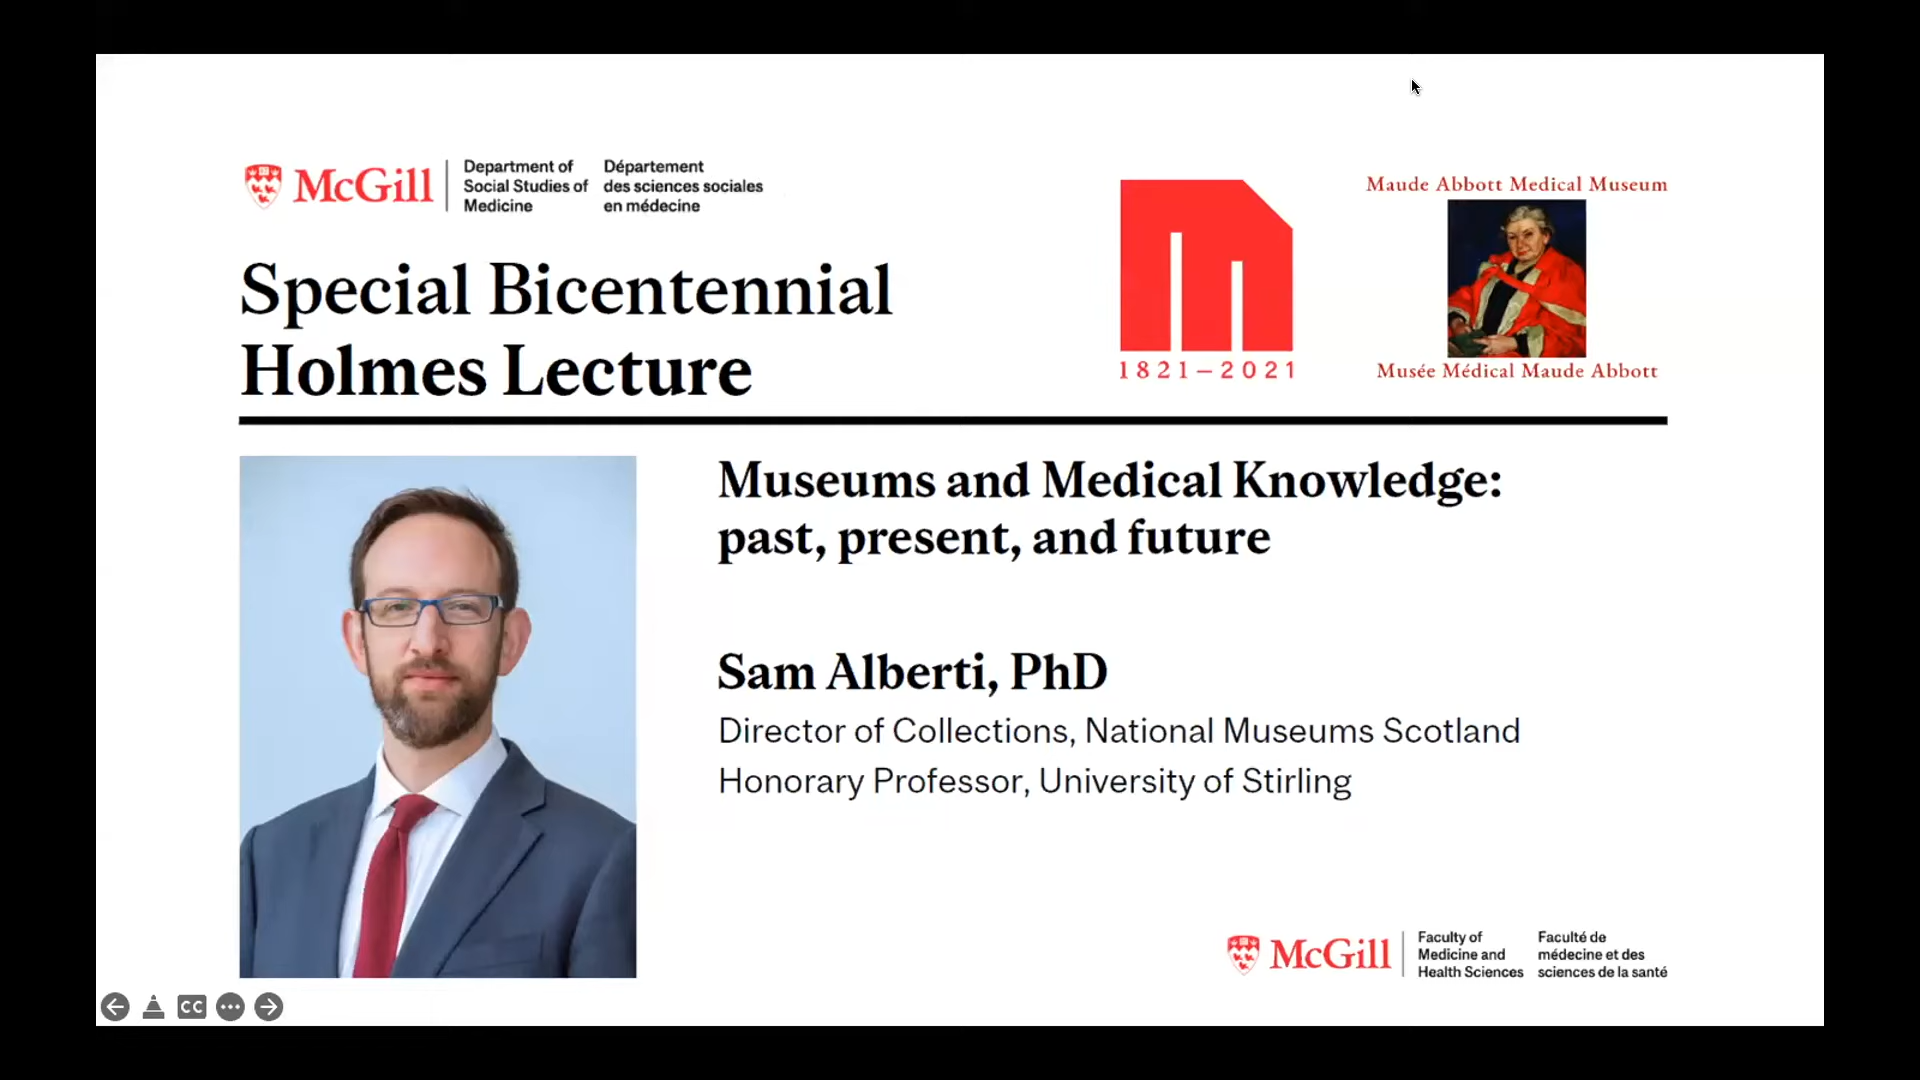 McGill
Department of
Social Studies of
Medicine
Département
des sciences sociales
en médecine
Special Bicentennial
Holmes Lecture
1821–2021
Maude Abbott Medical Museum
Musée Médical Maude Abbott
Museums and Medical Knowledge:
past, present, and future
Sam Alberti, PhD
Director of Collections, National Museums Scotland
Honorary Professor, University of Stirling
McGill
Faculty of
Medicine and
Health Sciences
Faculté de
médecine et des
sciences de la santé
CC